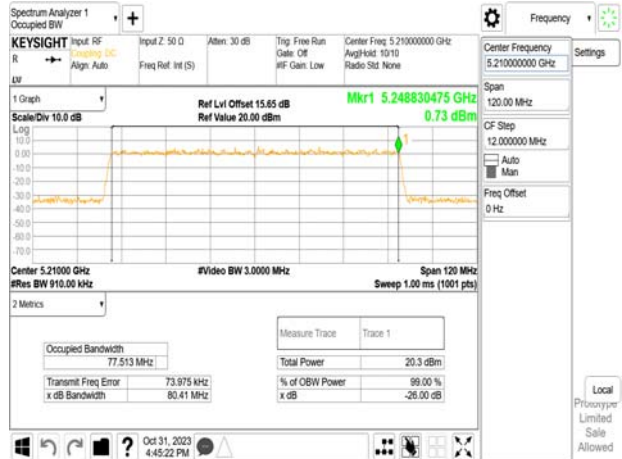 Spectrum Analyzer 1
Occupied BW
KEYSIGHT Input: RF Input Z: 50 Ω Atten: 30 dB Trig: Free Run Center Freq: 5.210000000 GHz
R Coupling: DC Gate: Off Avg|Hold: 10/10
Align: Auto Freq Ref: Int (S) #IF Gain: Low Radio Std: None
LXI
1 Graph Ref Lvl Offset 15.65 dB Mkr1 5.248830475 GHz
Scale/Div 10.0 dB Ref Value 20.00 dBm 0.73 dBm
Log
10.0
0.00
-10.0
-20.0
-30.0
-40.0
-50.0
-60.0
-70.0
1
Center 5.21000 GHz #Video BW 3.0000 MHz Span 120 MHz
#Res BW 910.00 kHz Sweep 1.00 ms (1001 pts)
2 Metrics
Measure Trace Trace 1
Occupied Bandwidth
77.513 MHz Total Power 20.3 dBm
Transmit Freq Error 73.975 kHz % of OBW Power 99.00 %
x dB Bandwidth 80.41 MHz x dB -26.00 dB
? Oct 31, 2023
4:45:22 PM
Frequency
Settings
Center Frequency
5.210000000 GHz
Span
120.00 MHz
CF Step
12.000000 MHz
Auto
Man
Freq Offset
0 Hz
Local
Prototype
Limited
Sale
Allowed